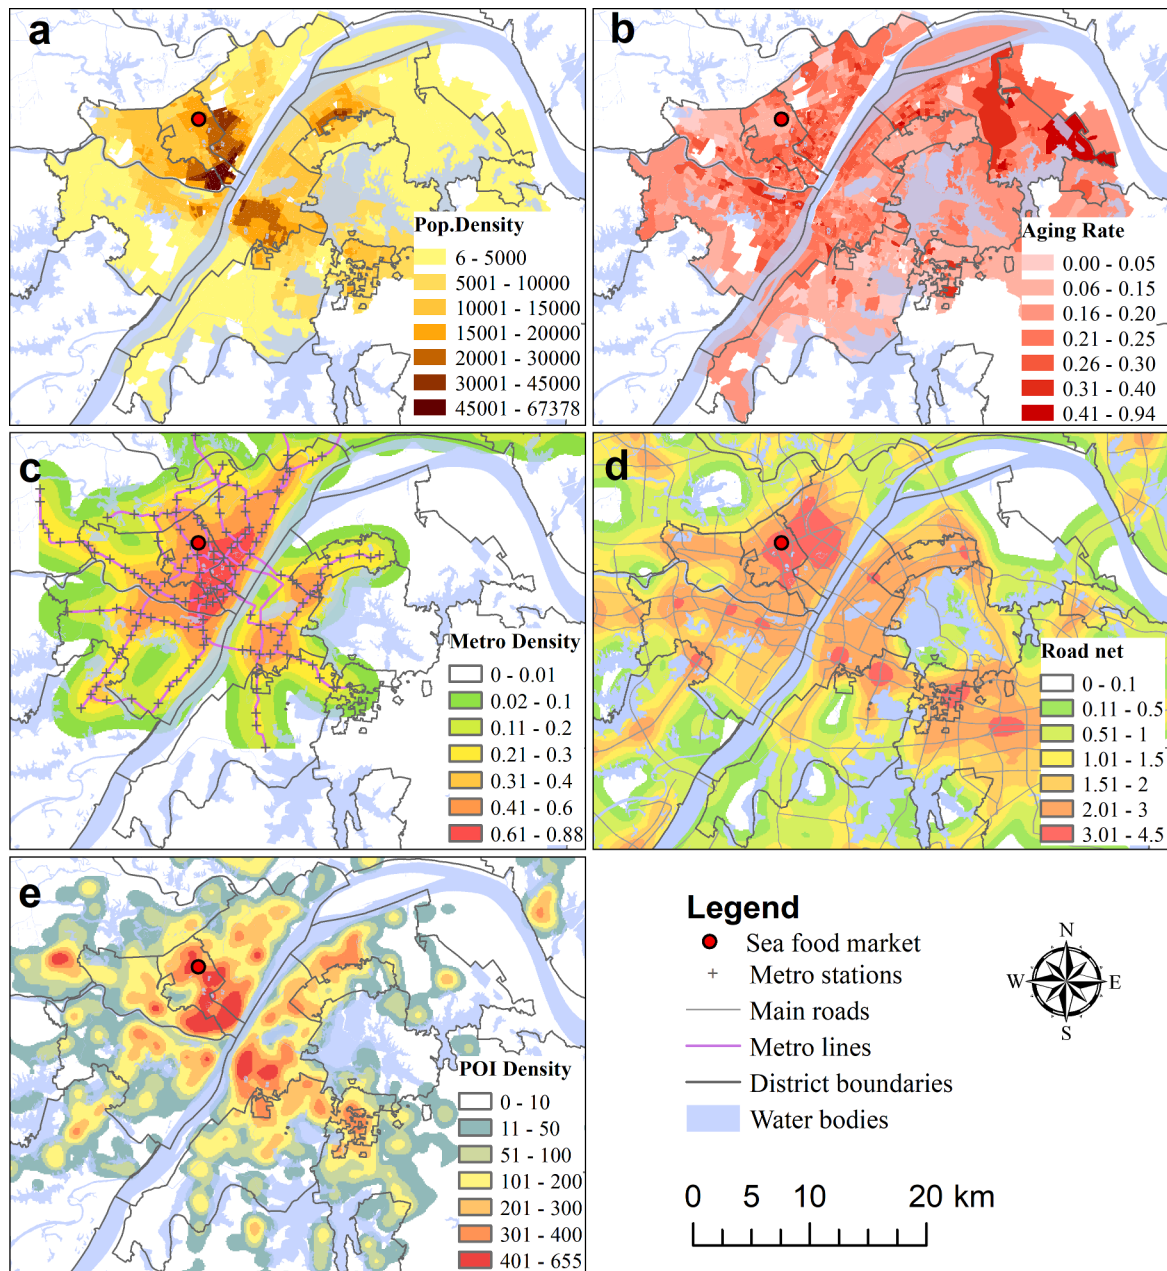 a
Pop.Density
6 - 5000
5001 - 10000
10001 - 15000
15001 - 20000
20001 - 30000
30001 - 45000
45001 - 67378
b
Aging Rate
0.00 - 0.05
0.06 - 0.15
0.16 - 0.20
0.21 - 0.25
0.26 - 0.30
0.31 - 0.40
0.41 - 0.94
c
Metro Density
0 - 0.01
0.02 - 0.1
0.11 - 0.2
0.21 - 0.3
0.31 - 0.4
0.41 - 0.6
0.61 - 0.88
d
Road net
0 - 0.1
0.11 - 0.5
0.51 - 1
1.01 - 1.5
1.51 - 2
2.01 - 3
3.01 - 4.5
e
POI Density
0 - 10
11 - 50
51 - 100
101 - 200
201 - 300
301 - 400
401 - 655
Legend
Sea food market
Metro stations
Main roads
Metro lines
District boundaries
Water bodies
N
W E
S
0 5 10 20 km